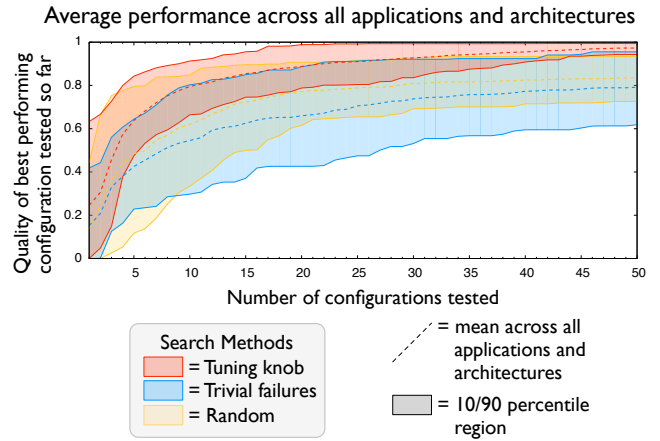 Average performance across all applications and architectures
Quality of best performing
configuration tested so far
1
0.8
0.6
0.4
0.2
0
5
10
15
20
25
30
35
40
45
50
Number of configurations tested
Search Methods
= Tuning knob
= Trivial failures
= Random
= mean across all
applications and
architectures
= 10/90 percentile
region